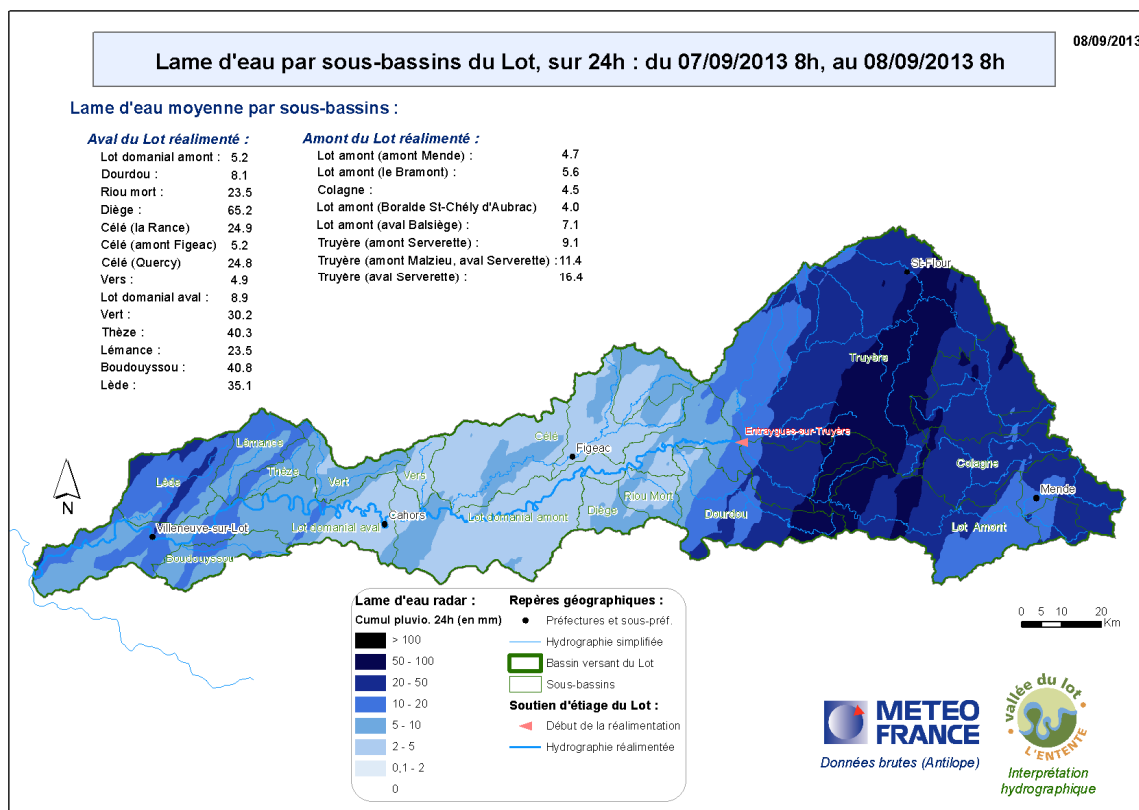 08/09/2013
Lame d'eau par sous-bassins du Lot, sur 24h : du 07/09/2013 8h, au 08/09/2013 8h
Lame d'eau moyenne par sous-bassins :
Aval du Lot réalimenté :
Lot domanial amont : 5.2
Dourdou : 8.1
Riou mort : 23.5
Diège : 65.2
Célé (la Rance) 24.9
Célé (amont Figeac) 5.2
Célé (Quercy) 24.8
Vers : 4.9
Lot domanial aval : 8.9
Vert : 30.2
Thèze : 40.3
Lémance : 23.5
Boudouyssou : 40.8
Lède : 35.1
Amont du Lot réalimenté :
Lot amont (amont Mende) : 4.7
Lot amont (le Bramont) : 5.6
Colagne : 4.5
Lot amont (Boralde St-Chély d'Aubrac) 4.0
Lot amont (aval Balsiège) : 7.1
Truyère (amont Serverette) : 9.1
Truyère (amont Malzieu, aval Serverette) : 11.4
Truyère (aval Serverette) : 16.4
St-Flour
Truyère
Entraygues-sur-Truyère
Célé
Figeac
Lémance
Thèze
Lède
Vert
Vers
Colagne
Mende
Riou Mort
Diège
Dourdou
Lot Amont
Lot domanial amont
Cahors
Lot domanial aval
Villeneuve-sur-Lot
Boudouyssou
N
Lame d'eau radar :
Cumul pluvio. 24h (en mm)
> 100
50 - 100
20 - 50
10 - 20
5 - 10
2 - 5
0,1 - 2
0
Repères géographiques :
Préfectures et sous-préf.
Hydrographie simplifiée
Bassin versant du Lot
Sous-bassins
Soutien d'étiage du Lot :
Début de la réalimentation
Hydrographie réalimentée
0 5 10 20
Km
METEO
FRANCE
Données brutes (Antilope)
vallée du lot
L'ENTENTE
Interprétation
hydrographique